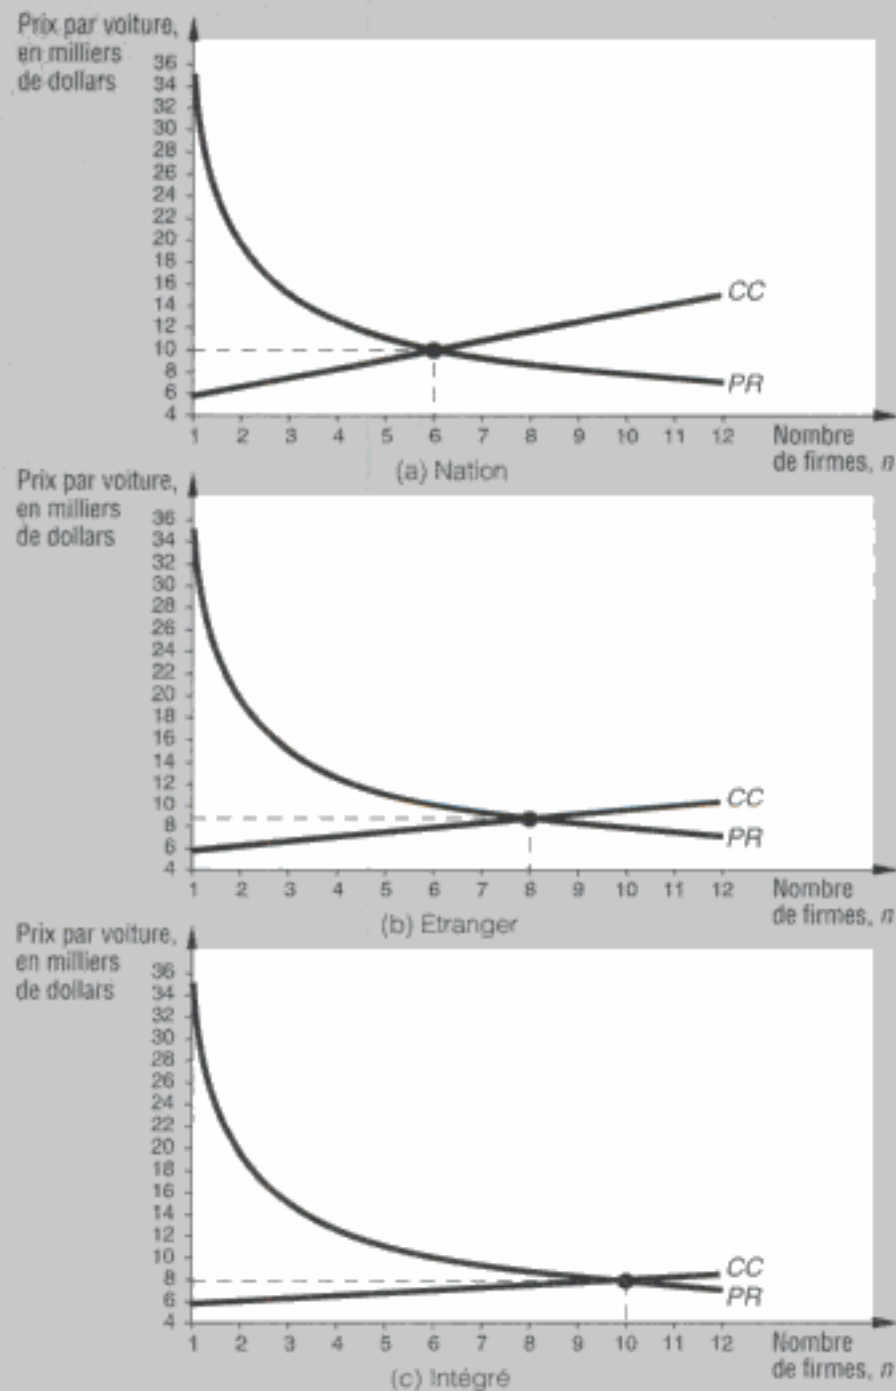 Prix par voiture,
en milliers
de dollars
36
34
32
30
28
26
24
22
20
18
16
14
12
10
8
6
4
CC
PR
1 2 3 4 5 6 7 8 9 10 11 12
Nombre
de firmes, n
(a) Nation
Prix par voiture,
en milliers
de dollars
36
34
32
30
28
26
24
22
20
18
16
14
12
10
8
6
4
CC
PR
1 2 3 4 5 6 7 8 9 10 11 12
Nombre
de firmes, n
(b) Etranger
Prix par voiture,
en milliers
de dollars
36
34
32
30
28
26
24
22
20
18
16
14
12
10
8
6
4
CC
PR
1 2 3 4 5 6 7 8 9 10 11 12
Nombre
de firmes, n
(c) Intégré